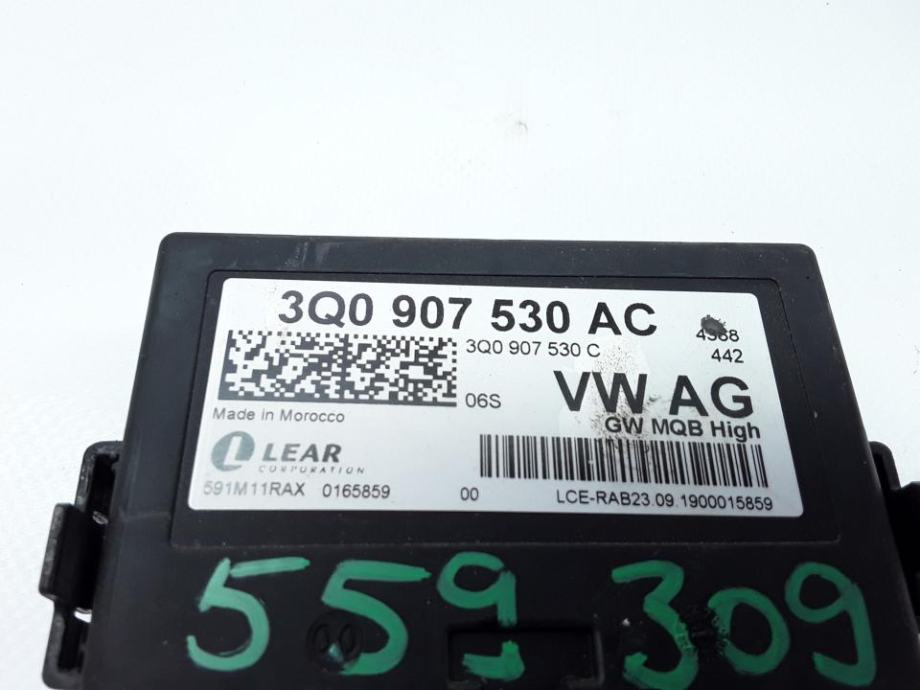 3Q0 907 530 AC
3Q0 907 530 C
442
06S
VW AG
Made in Morocco
GW MQB High
LEAR
CORPORATION
591M11RAX 0165859 00 LCE-RAB23.09.1900015859
559 309